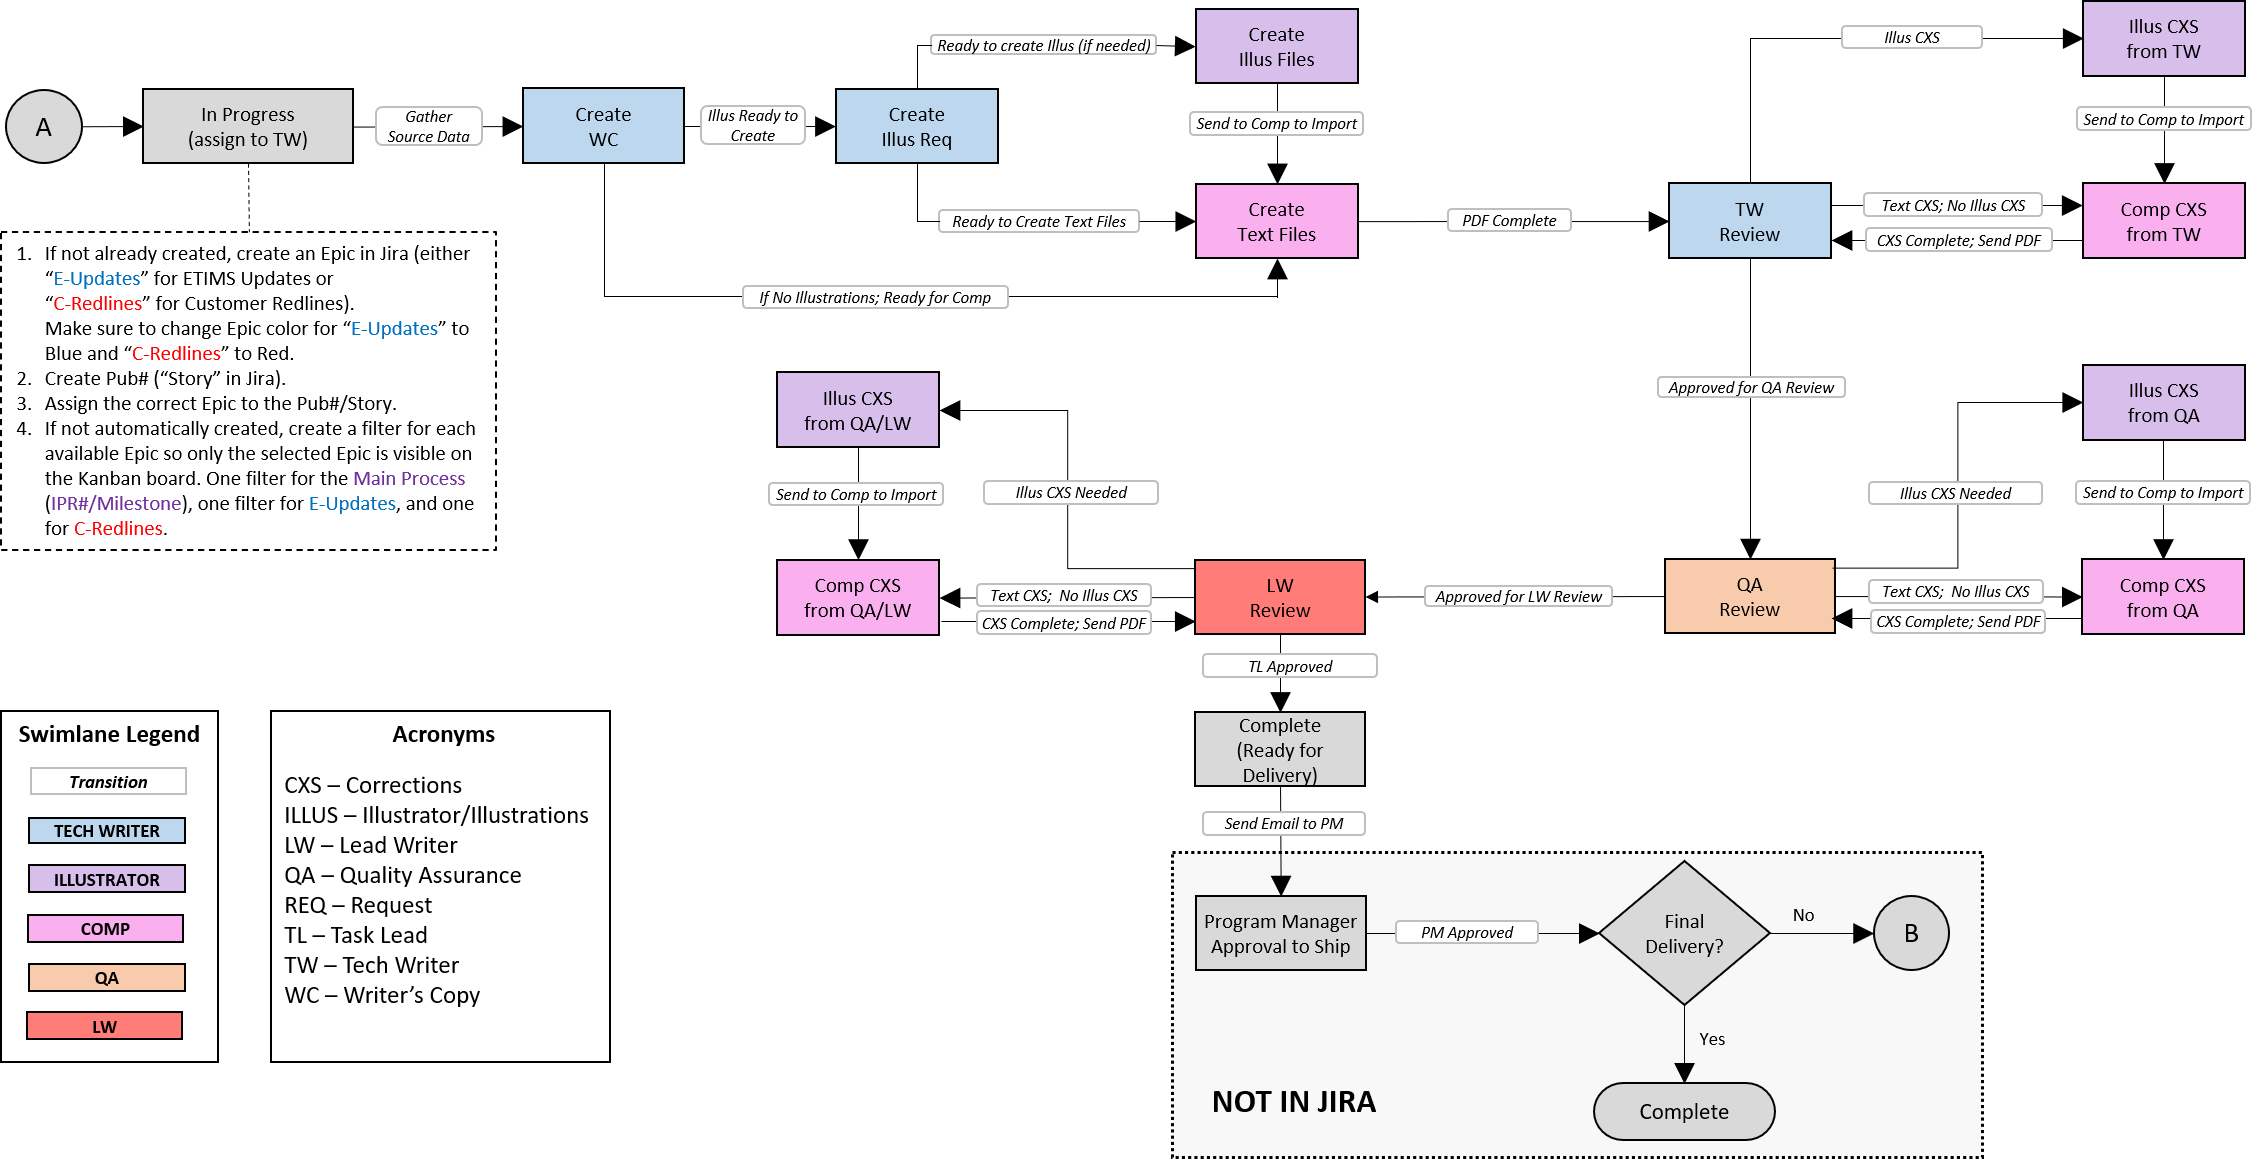 A
In Progress
(assign to TW)
Gather
Source Data
Create
WC
Illus Ready to
Create
Create
Illus Req
Ready to create Illus (if needed)
Create
Illus Files
Send to Comp to Import
Ready to Create Text Files
Create
Text Files
If No Illustrations; Ready for Comp
PDF Complete
TW
Review
Illus CXS
Illus CXS
from TW
Send to Comp to Import
Text CXS; No Illus CXS
CXS Complete; Send PDF
Comp CXS
from TW
1. If not already created, create an Epic in Jira (either
“E-Updates” for ETIMS Updates or
“C-Redlines” for Customer Redlines).
Make sure to change Epic color for “E-Updates” to
Blue and “C-Redlines” to Red.
2. Create Pub# (“Story” in Jira).
3. Assign the correct Epic to the Pub#/Story.
4. If not automatically created, create a filter for each
available Epic so only the selected Epic is visible on
the Kanban board. One filter for the Main Process
(IPR#/Milestone), one filter for E-Updates, and one
for C-Redlines.
Approved for QA Review
Illus CXS
from QA
Illus CXS Needed
Send to Comp to Import
QA
Review
Text CXS;  No Illus CXS
CXS Complete; Send PDF
Comp CXS
from QA
Approved for LW Review
LW
Review
Illus CXS Needed
Illus CXS
from QA/LW
Send to Comp to Import
Comp CXS
from QA/LW
Text CXS;  No Illus CXS
CXS Complete; Send PDF
TL Approved
Complete
(Ready for
Delivery)
Send Email to PM
Program Manager
Approval to Ship
PM Approved
Final
Delivery?
No
B
Yes
Complete
NOT IN JIRA
Swimlane Legend
Transition
TECH WRITER
ILLUSTRATOR
COMP
QA
LW
Acronyms
CXS – Corrections
ILLUS – Illustrator/Illustrations
LW – Lead Writer
QA – Quality Assurance
REQ – Request
TL – Task Lead
TW – Tech Writer
WC – Writer’s Copy